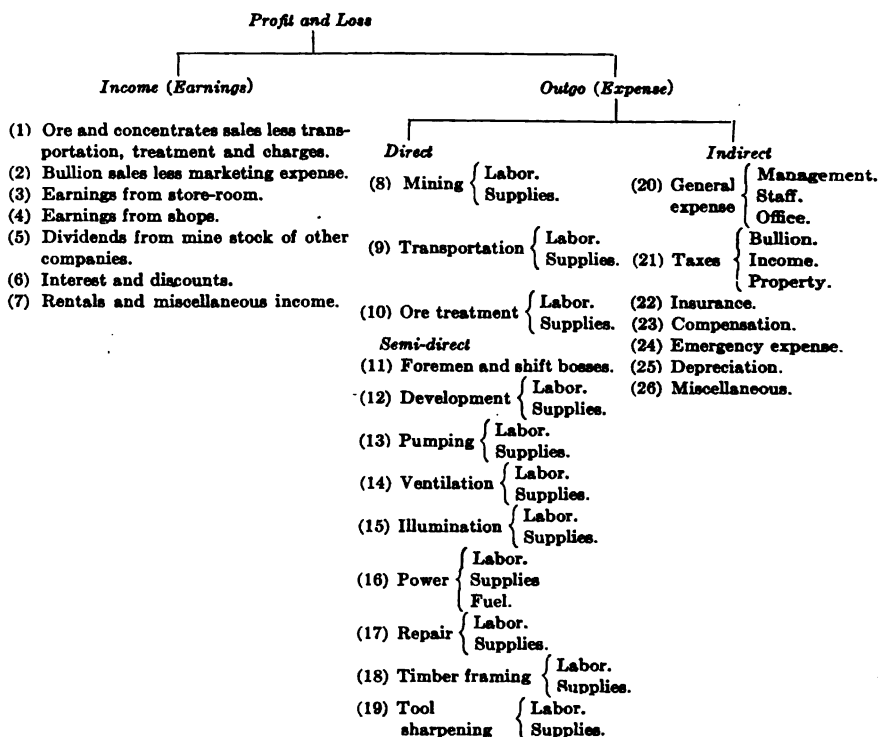 Profit and Loss
Income (Earnings)
(1) Ore and concentrates sales less trans-
portation, treatment and charges.
(2) Bullion sales less marketing expense.
(3) Earnings from store-room.
(4) Earnings from shops.
(5) Dividends from mine stock of other
companies.
(6) Interest and discounts.
(7) Rentals and miscellaneous income.
Outgo (Expense)
Direct
(8) Mining { Labor.
Supplies.
(9) Transportation { Labor.
Supplies.
(10) Ore treatment { Labor.
Supplies.
Semi-direct
(11) Foremen and shift bosses.
(12) Development { Labor.
Supplies.
(13) Pumping { Labor.
Supplies.
(14) Ventilation { Labor.
Supplies.
(15) Illumination { Labor.
Supplies.
(16) Power { Labor.
Supplies
Fuel.
(17) Repair { Labor.
Supplies.
(18) Timber framing { Labor.
Supplies.
(19) Tool { Labor.
sharpening Supplies.
Indirect
(20) General { Management.
expense Staff.
Office.
(21) Taxes { Bullion.
Income.
Property.
(22) Insurance.
(23) Compensation.
(24) Emergency expense.
(25) Depreciation.
(26) Miscellaneous.